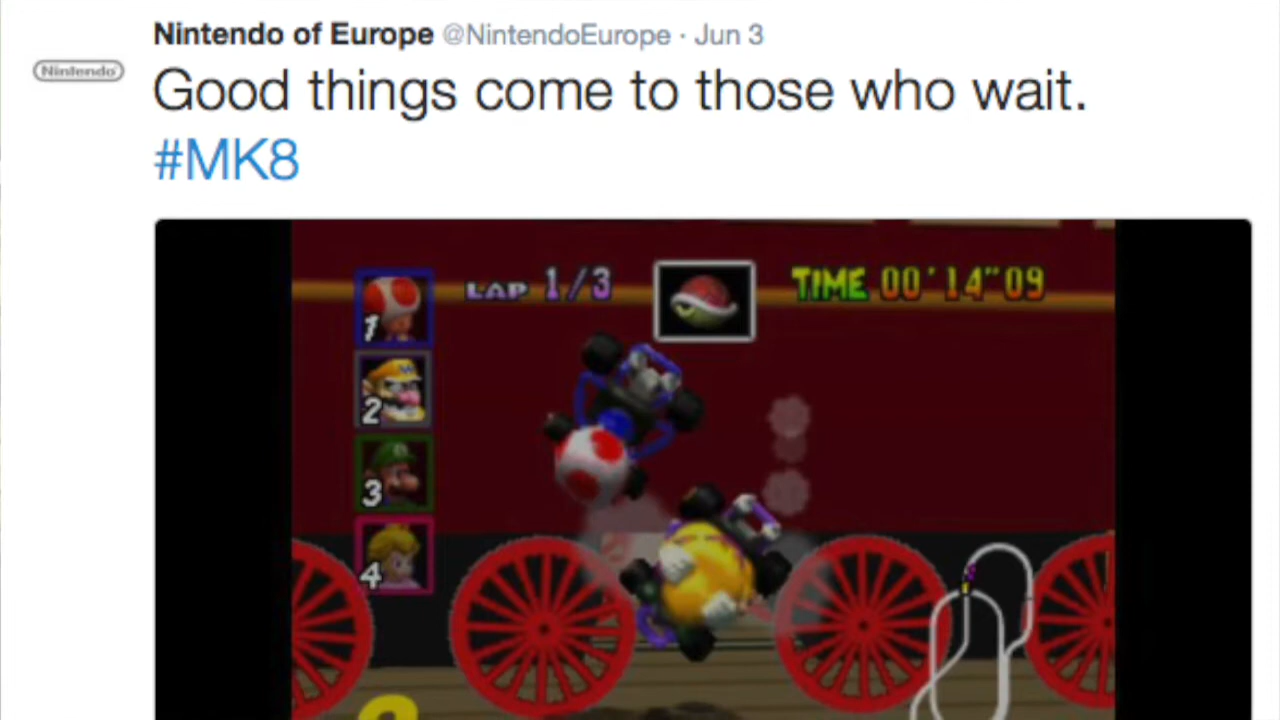 Nintendo of Europe @NintendoEurope · Jun 3
Nintendo
Good things come to those who wait.
#MK8
LAP 1/3
TIME 00'14"09
1
2
3
4